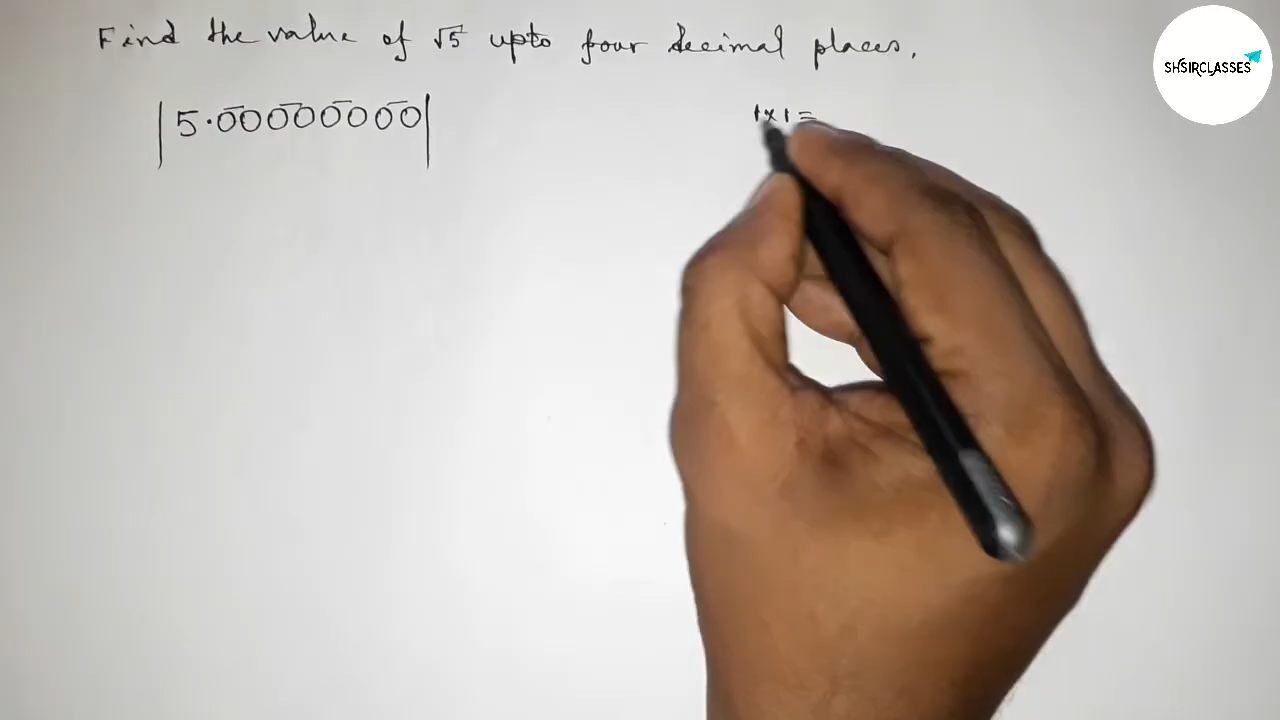 Find the value of √5 upto four decimal places.
5.00000000
1×1=
SHSIRCLASSES